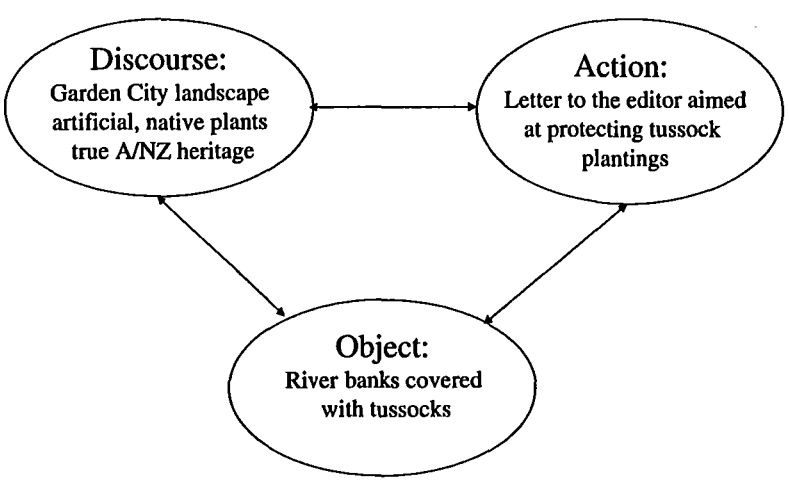 Discourse:
Garden City landscape
artificial, native plants
true A/NZ heritage
Action:
Letter to the editor aimed
at protecting tussock
plantings
Object:
River banks covered
with tussocks